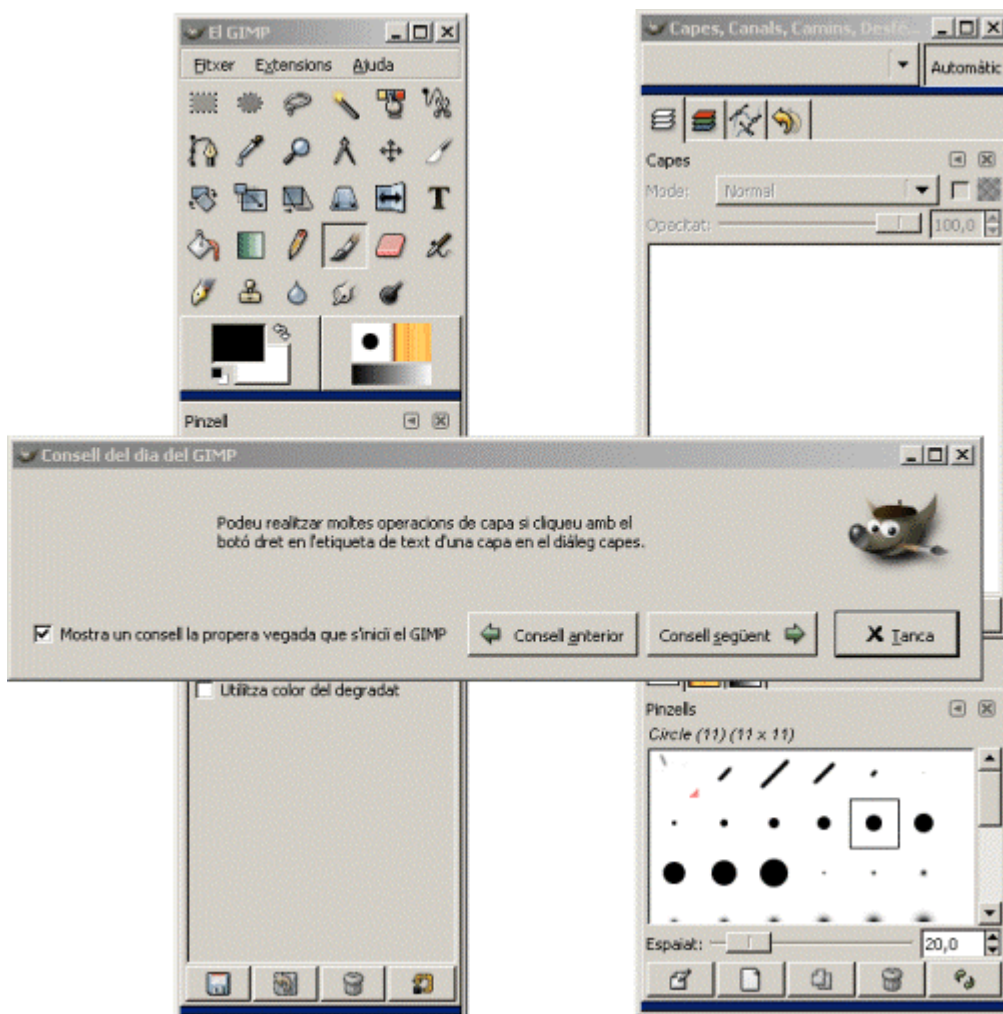 El GIMP
Fitxer Extensions Ajuda
Pinzell
Capes, Canals, Camins, Desfés...
Automàtic
Capes
Mode: Normal
Opacitat: 100,0
Consell del dia del GIMP
Podeu realitzar moltes operacions de capa si cliqueu amb el
botó dret en l'etiqueta de text d'una capa en el diàleg capes.
Mostra un consell la propera vegada que s'iniciï el GIMP
Consell anterior
Consell següent
Tanca
Utilitza color del degradat
Pinzells
Circle (11) (11 x 11)
Espaiat: 20,0